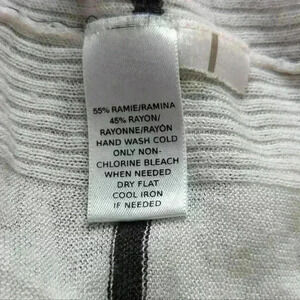 55% RAMIE/RAMINA
45% RAYON/
RAYONNE/RAYÓN
HAND WASH COLD
ONLY NON-
CHLORINE BLEACH
WHEN NEEDED
DRY FLAT
COOL IRON
IF NEEDED